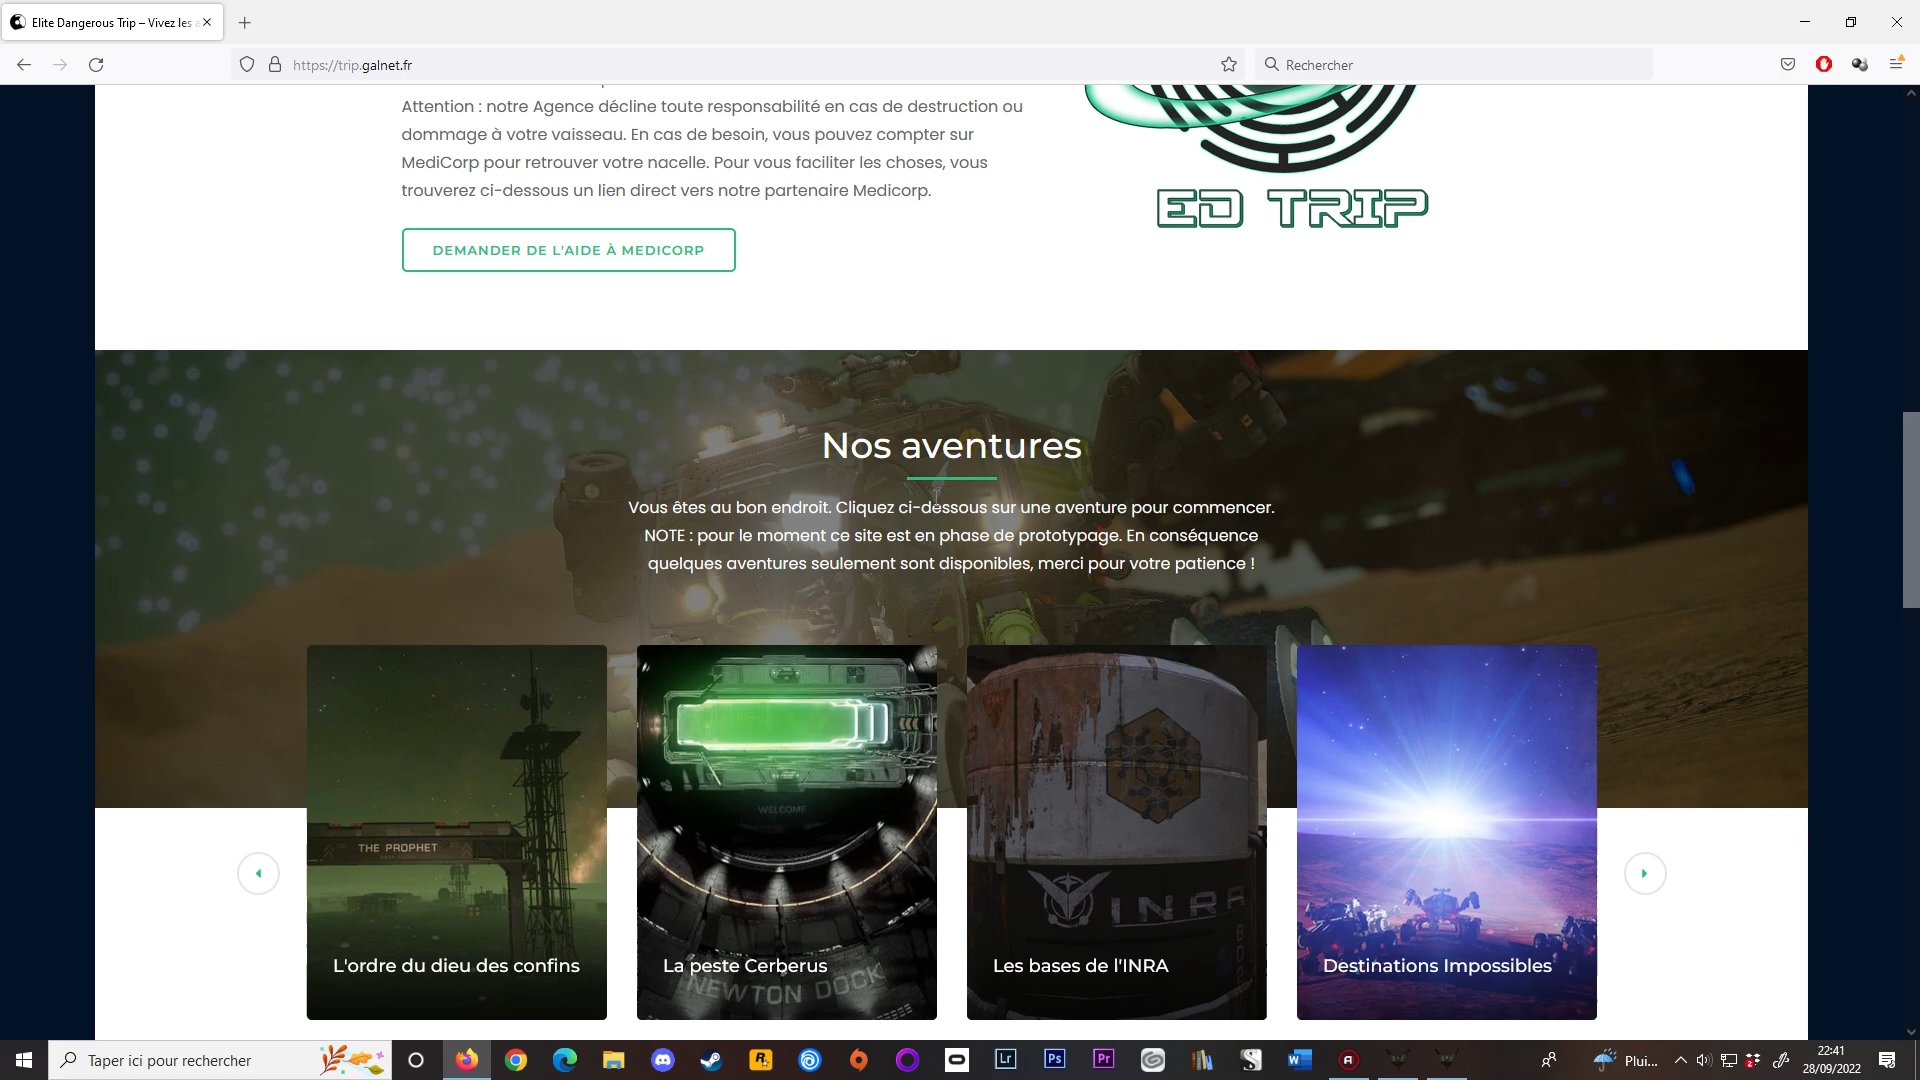 Elite Dangerous Trip – Vivez les a
https://trip.galnet.fr
Rechercher
Attention : notre Agence décline toute responsabilité en cas de destruction ou
dommage à votre vaisseau. En cas de besoin, vous pouvez compter sur
MediCorp pour retrouver votre nacelle. Pour vous faciliter les choses, vous
trouverez ci-dessous un lien direct vers notre partenaire Medicorp.
ED TRIP
DEMANDER DE L'AIDE À MEDICORP
Nos aventures
Vous êtes au bon endroit. Cliquez ci-dessous sur une aventure pour commencer.
NOTE : pour le moment ce site est en phase de prototypage. En conséquence
quelques aventures seulement sont disponibles, merci pour votre patience !
THE PROPHET
WELCOME
INRA
L'ordre du dieu des confins
La peste Cerberus
Les bases de l'INRA
Destinations Impossibles
NEWTON DOCK
Taper ici pour rechercher
Lr
Ps
Pr
Plui...
22:41
28/09/2022